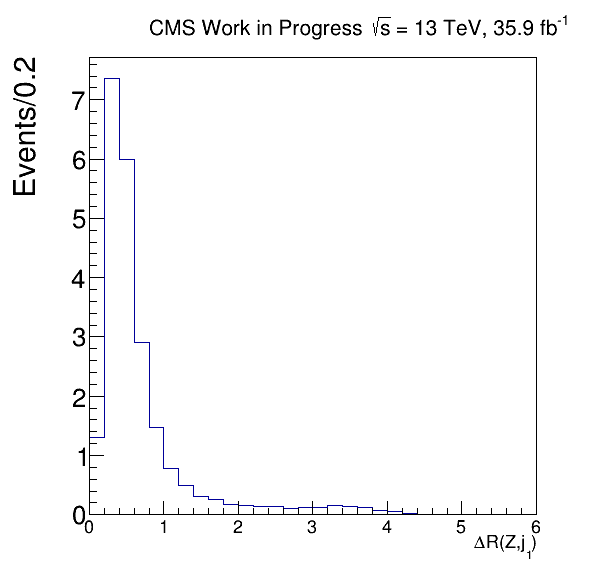 CMS Work in Progress √s = 13 TeV, 35.9 fb⁻¹
Events/0.2
7
6
5
4
3
2
1
0
0 1 2 3 4 5 6
ΔR(Z,j₁)